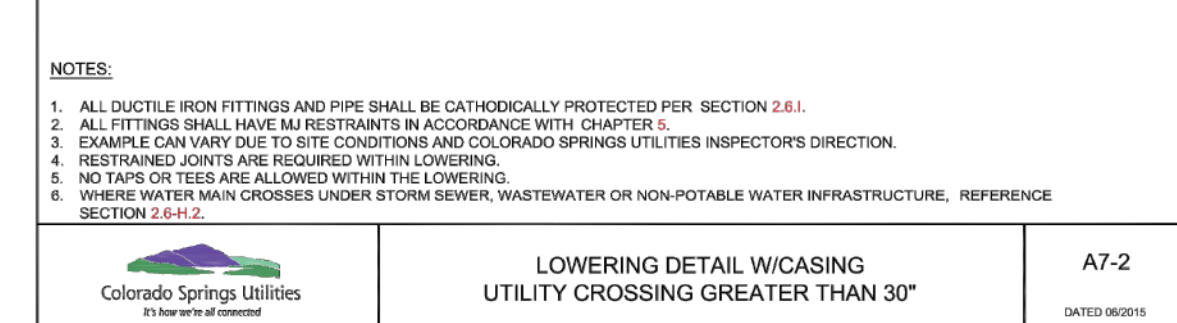 NOTES:
1. ALL DUCTILE IRON FITTINGS AND PIPE SHALL BE CATHODICALLY PROTECTED PER SECTION 2.6.I.
2. ALL FITTINGS SHALL HAVE MJ RESTRAINTS IN ACCORDANCE WITH CHAPTER 5.
3. EXAMPLE CAN VARY DUE TO SITE CONDITIONS AND COLORADO SPRINGS UTILITIES INSPECTOR'S DIRECTION.
4. RESTRAINED JOINTS ARE REQUIRED WITHIN LOWERING.
5. NO TAPS OR TEES ARE ALLOWED WITHIN THE LOWERING.
6. WHERE WATER MAIN CROSSES UNDER STORM SEWER, WASTEWATER OR NON-POTABLE WATER INFRASTRUCTURE, REFERENCE
SECTION 2.6-H.2.
Colorado Springs Utilities
It's how we're all connected
LOWERING DETAIL W/CASING
UTILITY CROSSING GREATER THAN 30"
A7-2
DATED 06/2015